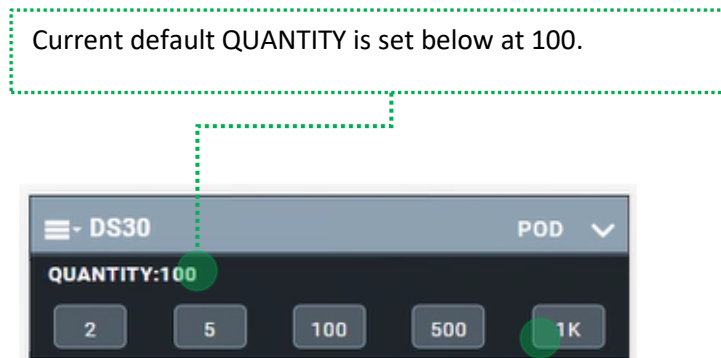 Current default QUANTITY is set below at 100.
DS30 POD
QUANTITY:100
2 5 100 500 1K